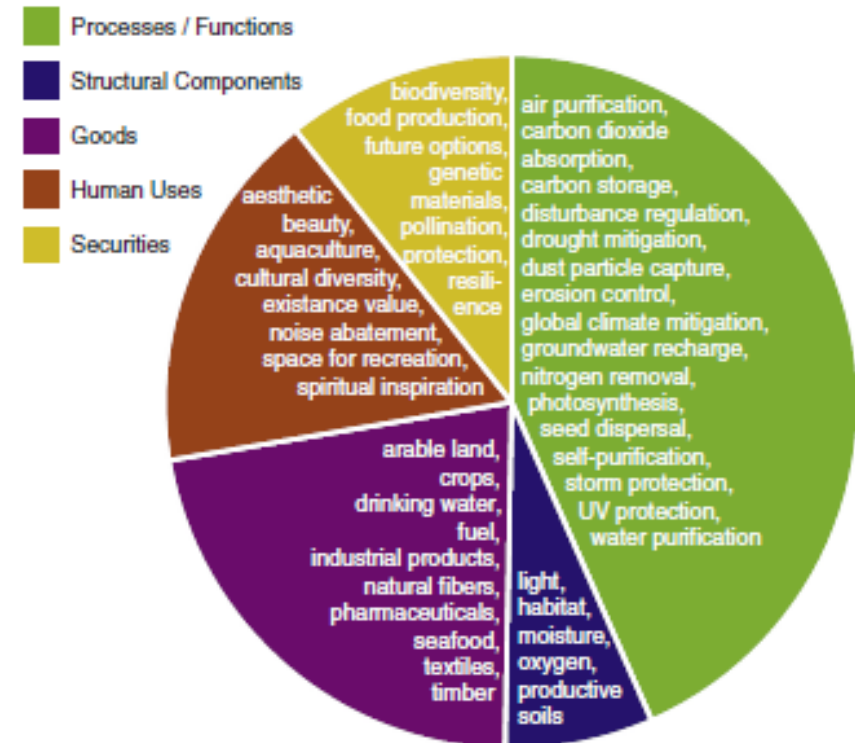 Processes / Functions
Structural Components
Goods
Human Uses
Securities
biodiversity,
food production,
future options,
genetic
materials,
pollination,
protection,
resili-
ence
air purification,
carbon dioxide
absorption,
carbon storage,
disturbance regulation,
drought mitigation,
dust particle capture,
erosion control,
global climate mitigation,
groundwater recharge,
nitrogen removal,
photosynthesis,
seed dispersal,
self-purification,
storm protection,
UV protection,
water purification
aesthetic
beauty,
aquaculture,
cultural diversity,
existance value,
noise abatement,
space for recreation,
spiritual inspiration
arable land,
crops,
drinking water,
fuel,
industrial products,
natural fibers,
pharmaceuticals,
seafood,
textiles,
timber
light,
habitat,
moisture,
oxygen,
productive
soils